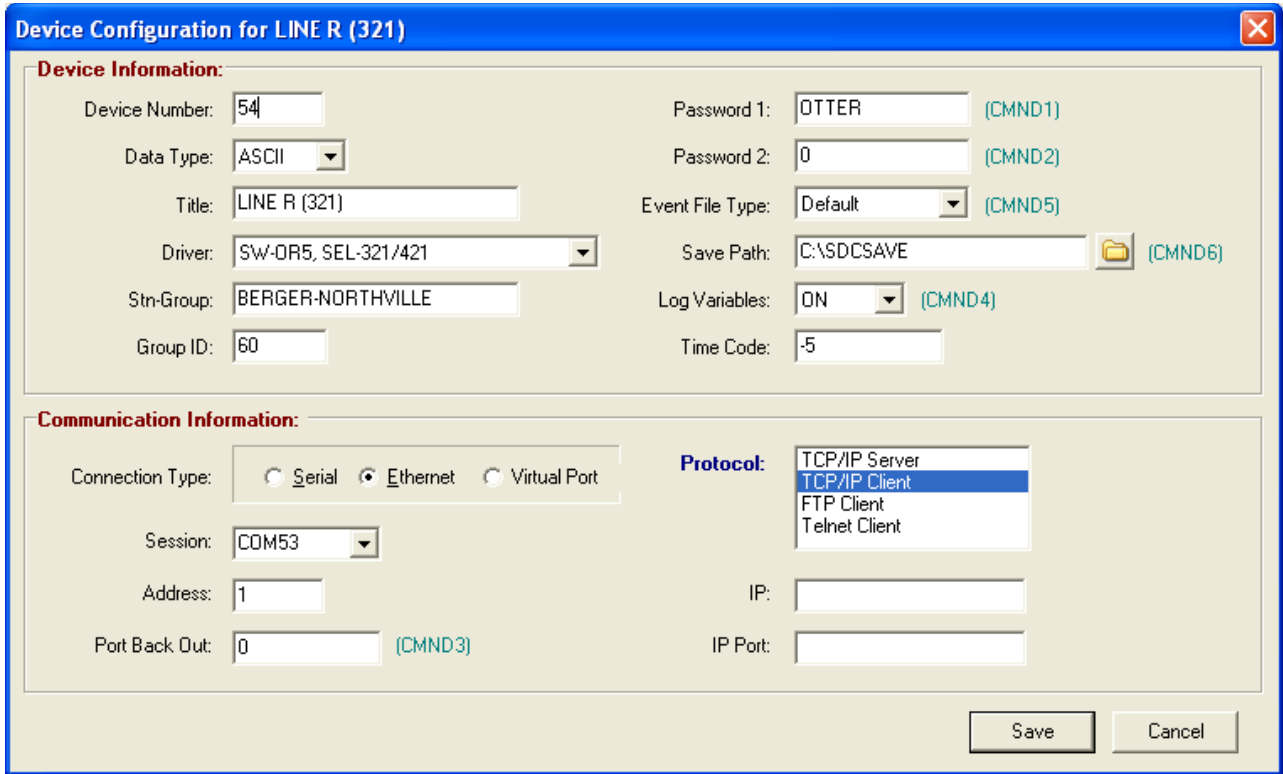 Device Configuration for LINE R (321)
Device Information:
Device Number: 54
Password 1: OTTER (CMND1)
Data Type: ASCII
Password 2: 0 (CMND2)
Title: LINE R (321)
Event File Type: Default (CMND5)
Driver: SW-OR5, SEL-321/421
Save Path: C:\SDCSAVE (CMND6)
Stn-Group: BERGER-NORTHVILLE
Log Variables: ON (CMND4)
Group ID: 60
Time Code: -5
Communication Information:
Connection Type: Serial Ethernet Virtual Port
Protocol:
TCP/IP Server
TCP/IP Client
FTP Client
Telnet Client
Session: COM53
Address: 1
IP:
Port Back Out: 0 (CMND3)
IP Port:
Save Cancel